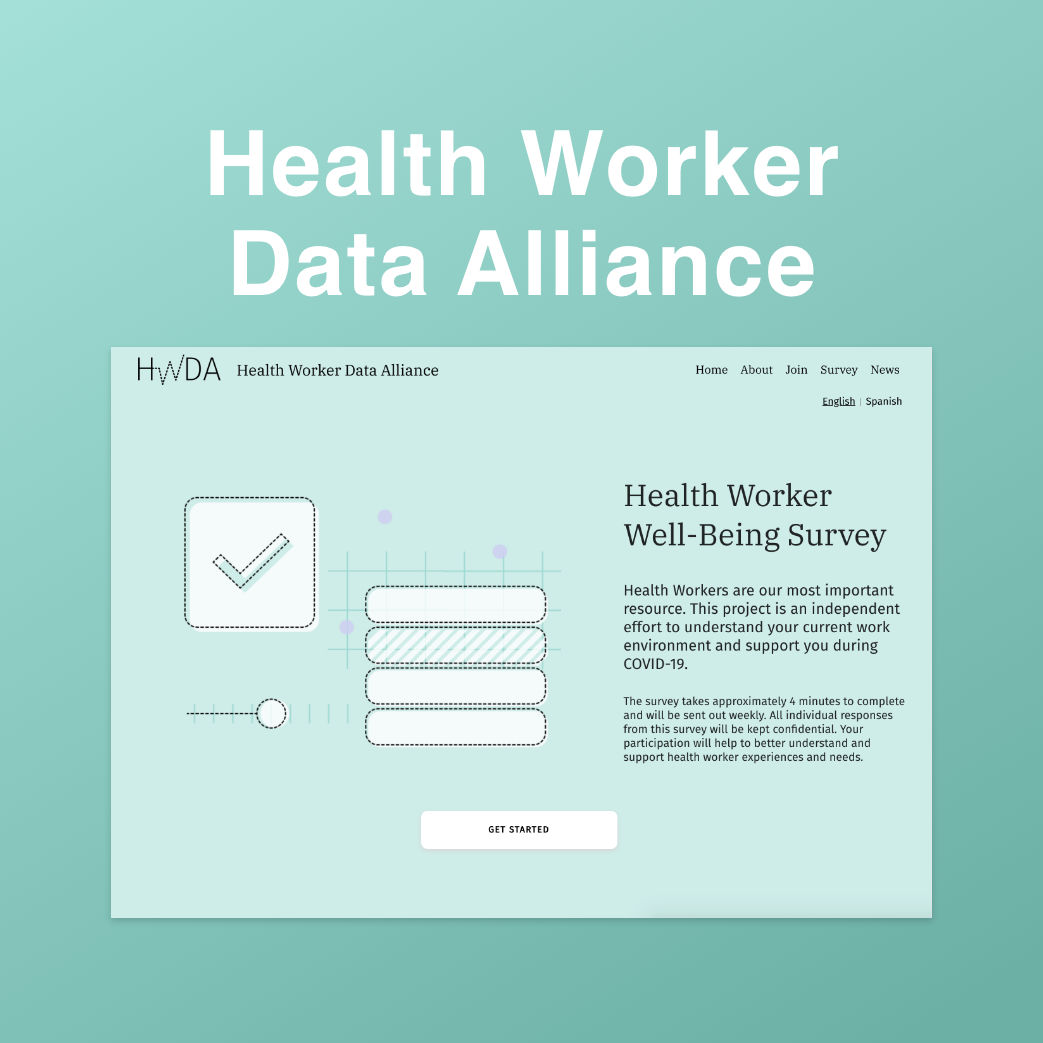 Health Worker
Data Alliance
HWDA Health Worker Data Alliance
Home About Join Survey News
English | Spanish
Health Worker
Well-Being Survey
Health Workers are our most important
resource. This project is an independent
effort to understand your current work
environment and support you during
COVID-19.
The survey takes approximately 4 minutes to complete
and will be sent out weekly. All individual responses
from this survey will be kept confidential. Your
participation will help to better understand and
support health worker experiences and needs.
GET STARTED